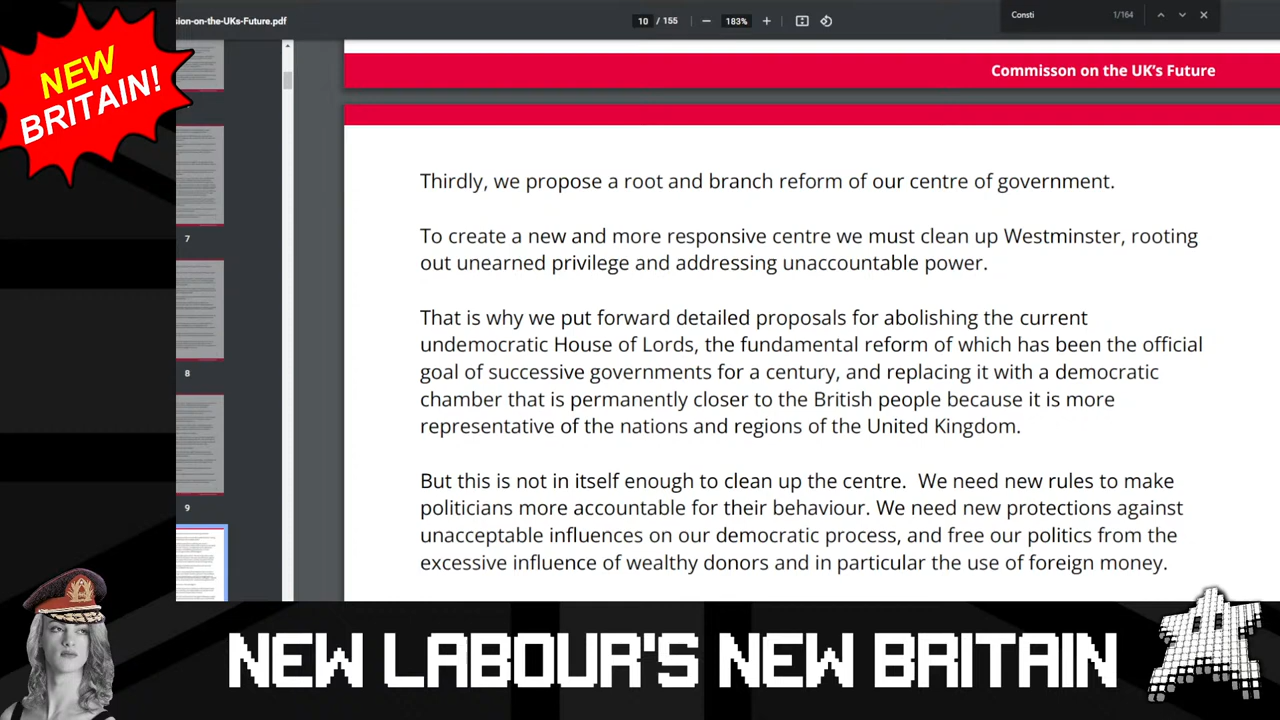 sion-on-the-UKs-Future.pdf
10 / 155
183%
Consti
1/164
NEW
BRITAIN!
Commisson on the UK's Future
7
8
9
Thirdly, we propose a root and branch reform of our centre of government.
To create a new and more responsive centre we must clean up Westminster, rooting
out unearned privilege and addressing unaccountable power.
This is why we put forward detailed proposals for abolishing the current
undemocratic House of Lords, the fundamental reform of which has been the official
goal of successive governments for a century, and replacing it with a democratic
chamber that is permanently closer to the British people because it is more
representative of the nations and regions of the United Kingdom.
But this is not in itself enough to clean up the centre. We need new rules to make
politicians more accountable for their behaviour. We need new protections against
unacceptable influences on our democratic process, and free our politics from the
excessive influence of wealthy donors and in particular the use of foreign money.
NEW LABOUR'S NEW BRITAIN